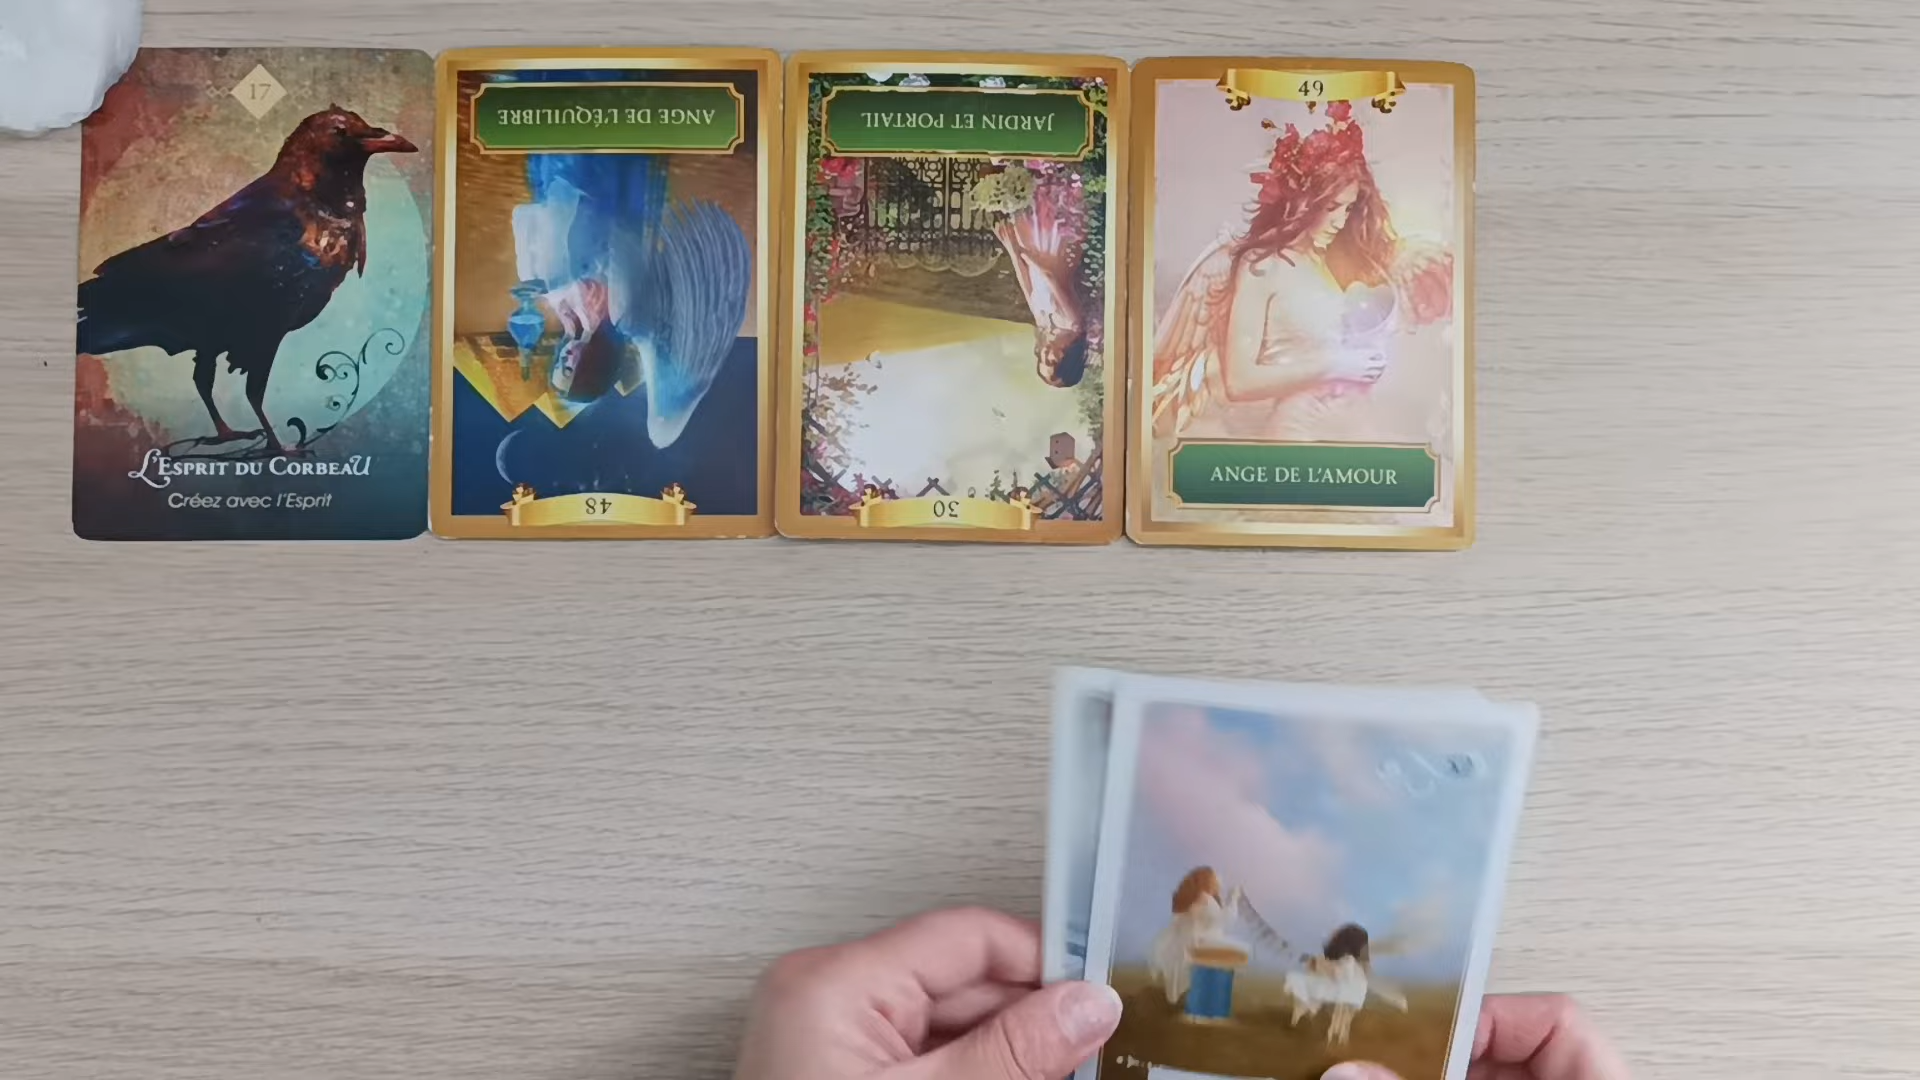 17
L'ESPRIT DU CORBEAU
Créez avec l'Esprit
ANGE DE L'ÉQUILIBRE
48
JARDIN ET PORTAIL
30
49
ANGE DE L'AMOUR